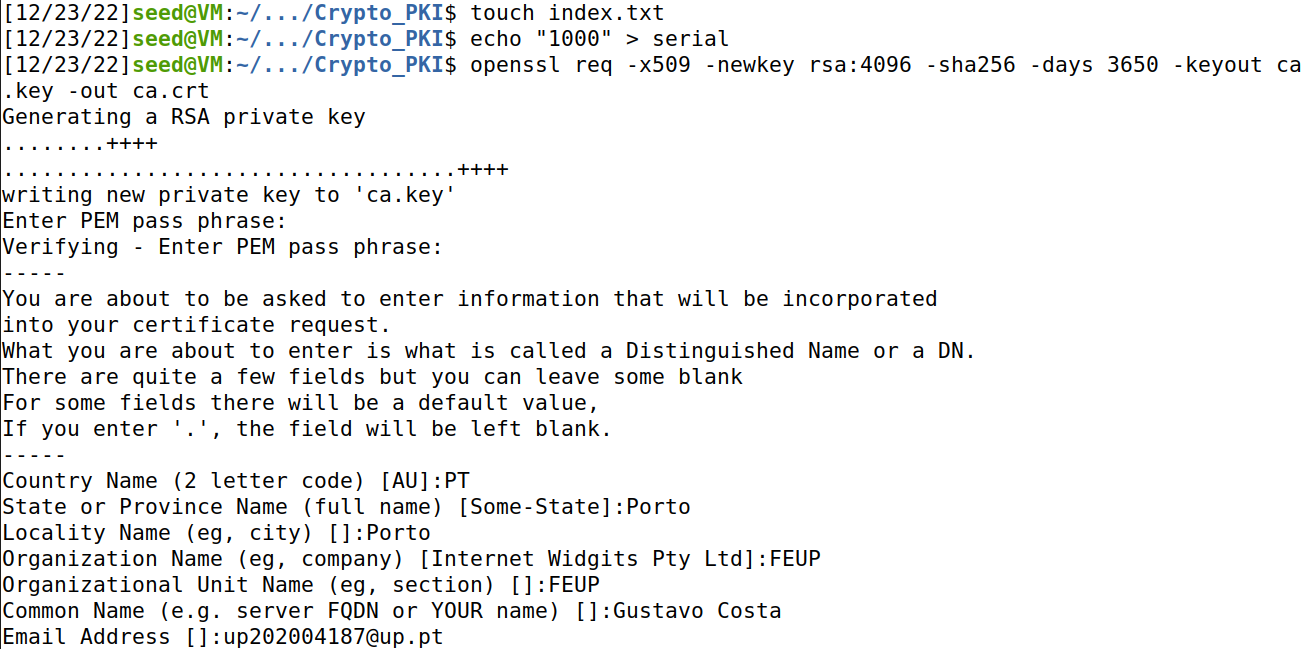 [12/23/22]seed@VM:~/.../Crypto_PKI$ touch index.txt
[12/23/22]seed@VM:~/.../Crypto_PKI$ echo "1000" > serial
[12/23/22]seed@VM:~/.../Crypto_PKI$ openssl req -x509 -newkey rsa:4096 -sha256 -days 3650 -keyout ca
.key -out ca.crt
Generating a RSA private key
........++++
...................................++++
writing new private key to 'ca.key'
Enter PEM pass phrase:
Verifying - Enter PEM pass phrase:
-----
You are about to be asked to enter information that will be incorporated
into your certificate request.
What you are about to enter is what is called a Distinguished Name or a DN.
There are quite a few fields but you can leave some blank
For some fields there will be a default value,
If you enter '.', the field will be left blank.
-----
Country Name (2 letter code) [AU]:PT
State or Province Name (full name) [Some-State]:Porto
Locality Name (eg, city) []:Porto
Organization Name (eg, company) [Internet Widgits Pty Ltd]:FEUP
Organizational Unit Name (eg, section) []:FEUP
Common Name (e.g. server FQDN or YOUR name) []:Gustavo Costa
Email Address []:up202004187@up.pt